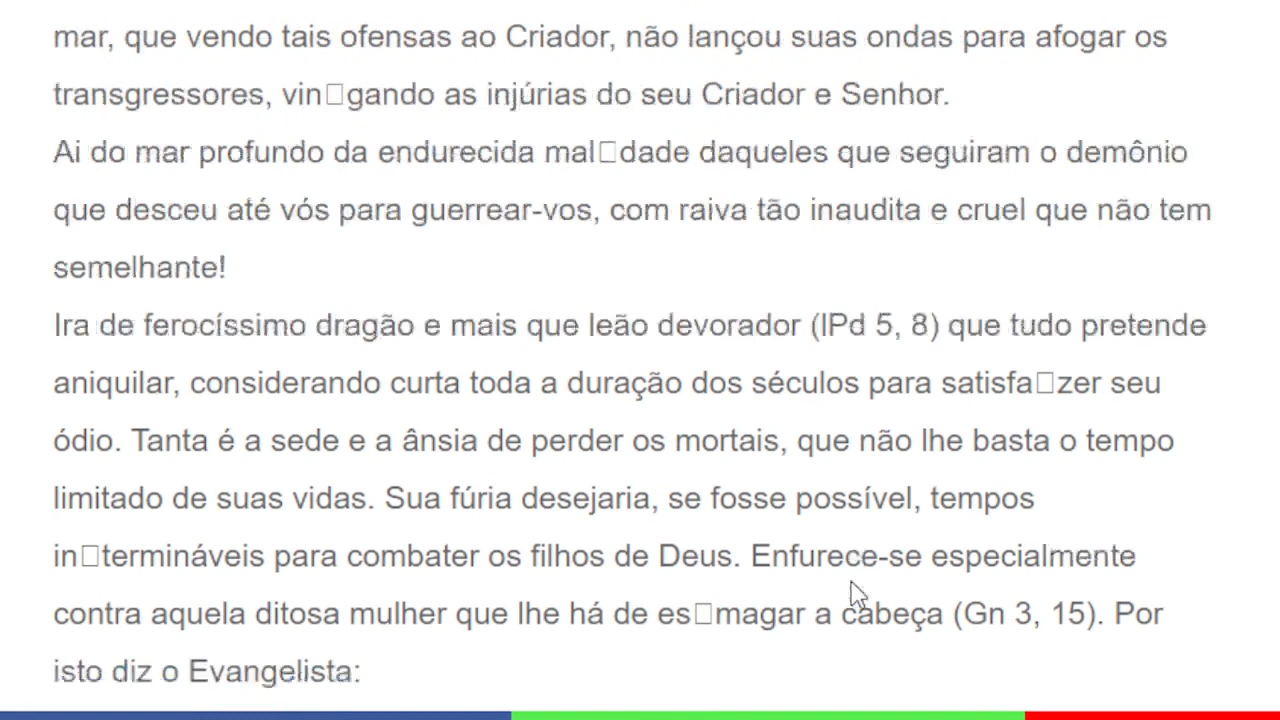 mar, que vendo tais ofensas ao Criador, não lançou suas ondas para afogar os
transgressores, vin□gando as injúrias do seu Criador e Senhor.
Ai do mar profundo da endurecida mal□dade daqueles que seguiram o demônio
que desceu até vós para guerrear-vos, com raiva tão inaudita e cruel que não tem
semelhante!
Ira de ferocíssimo dragão e mais que leão devorador (lPd 5, 8) que tudo pretende
aniquilar, considerando curta toda a duração dos séculos para satisfa□zer seu
ódio. Tanta é a sede e a ânsia de perder os mortais, que não lhe basta o tempo
limitado de suas vidas. Sua fúria desejaria, se fosse possível, tempos
in□termináveis para combater os filhos de Deus. Enfurece-se especialmente
contra aquela ditosa mulher que lhe há de es□magar a cabeça (Gn 3, 15). Por
isto diz o Evangelista: